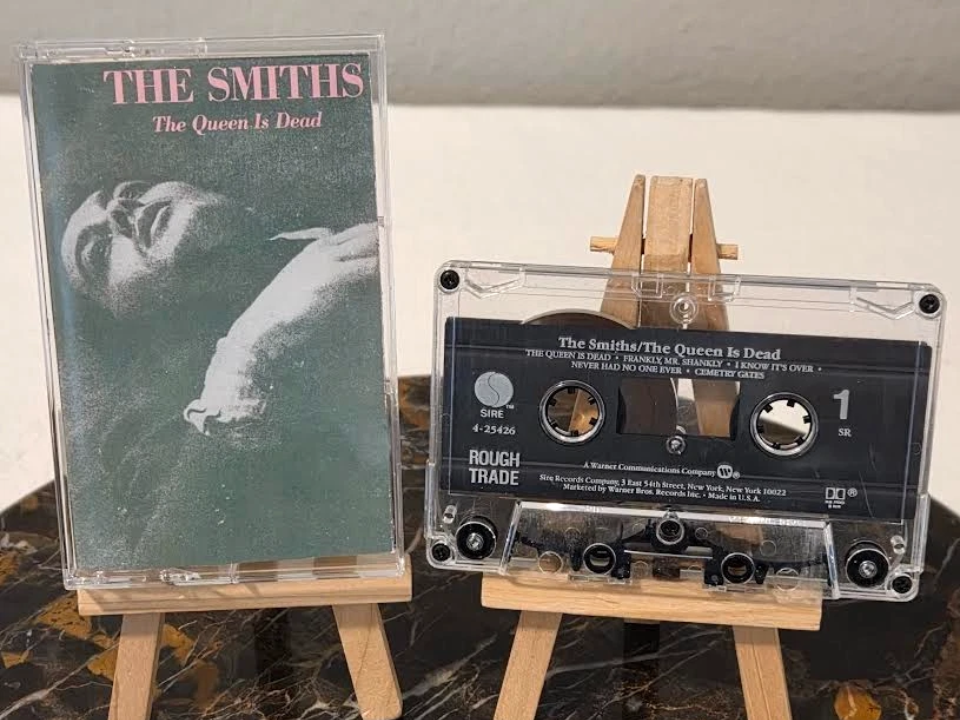 THE SMITHS
The Queen Is Dead
The Smiths/The Queen Is Dead
THE QUEEN IS DEAD • FRANKLY, MR. SHANKLY • I KNOW IT'S OVER •
NEVER HAD NO ONE EVER • CEMETRY GATES
SIRE™
4-25426
1
SR
ROUGH
TRADE
A Warner Communications Company ®
Sire Records Company, 3 East 54th Street, New York, New York 10022
Marketed by Warner Bros. Records Inc. • Made in U.S.A.